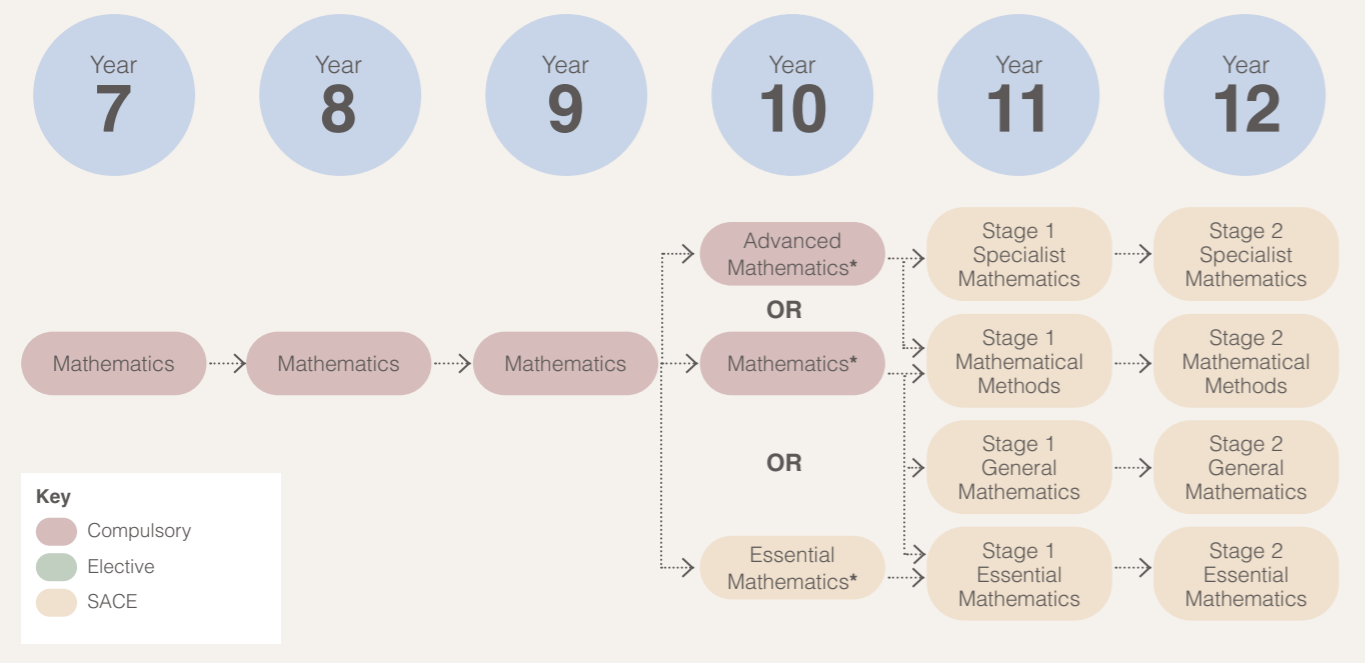 Year
7
Year
8
Year
9
Year
10
Year
11
Year
12
Mathematics
Mathematics
Mathematics
Advanced
Mathematics*
OR
Mathematics*
OR
Essential
Mathematics*
Stage 1
Specialist
Mathematics
Stage 2
Specialist
Mathematics
Stage 1
Mathematical
Methods
Stage 2
Mathematical
Methods
Stage 1
General
Mathematics
Stage 2
General
Mathematics
Stage 1
Essential
Mathematics
Stage 2
Essential
Mathematics
Key
Compulsory
Elective
SACE